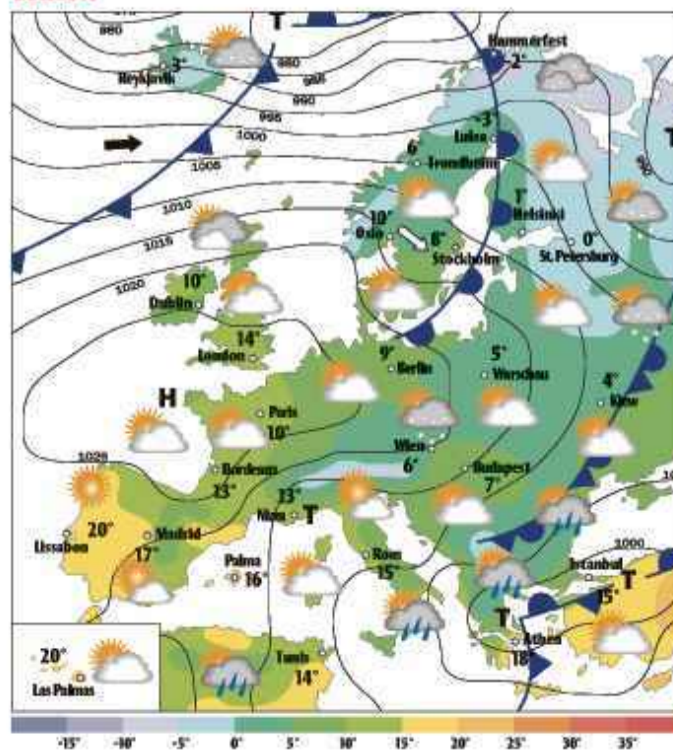 T
980
Hammerfest
-2°
-3°
Reykjavik
980
985
990
995
1000
1005
-3°
Lulea
6°
Trondheim
T
1010
1015
1020
10°
Oslo
8°
Stockholm
1°
Helsinki
0°
St. Petersburg
10°
Dublin
14°
London
9°
Berlin
5°
Warschau
4°
Kiew
H
Paris
10°
Wien
6°
Budapest
7°
1025
Bordeaux
13°
13°
Nizza
T
20°
Lissabon
Madrid
17°
Palma
16°
Rom
15°
1000
Istanbul
T
15°
T
Athen
18°
20°
Las Palmas
Tunis
14°
-15° -10° -5° 0° 5° 10° 15° 20° 25° 30° 35°